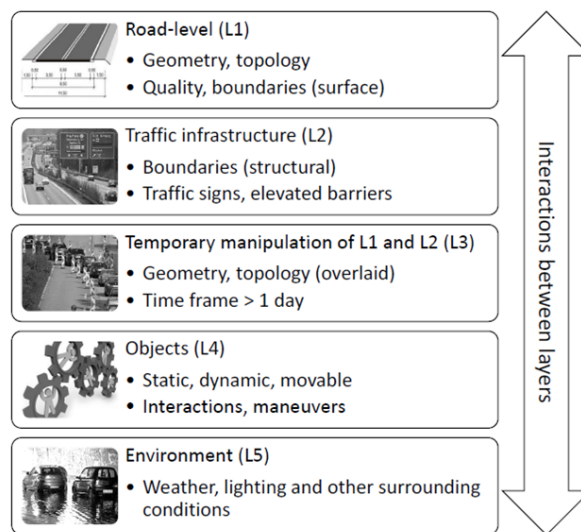 Road-level (L1)
• Geometry, topology
• Quality, boundaries (surface)
Traffic infrastructure (L2)
• Boundaries (structural)
• Traffic signs, elevated barriers
Temporary manipulation of L1 and L2 (L3)
• Geometry, topology (overlaid)
• Time frame > 1 day
Objects (L4)
• Static, dynamic, movable
• Interactions, maneuvers
Environment (L5)
• Weather, lighting and other surrounding
conditions
Interactions between layers